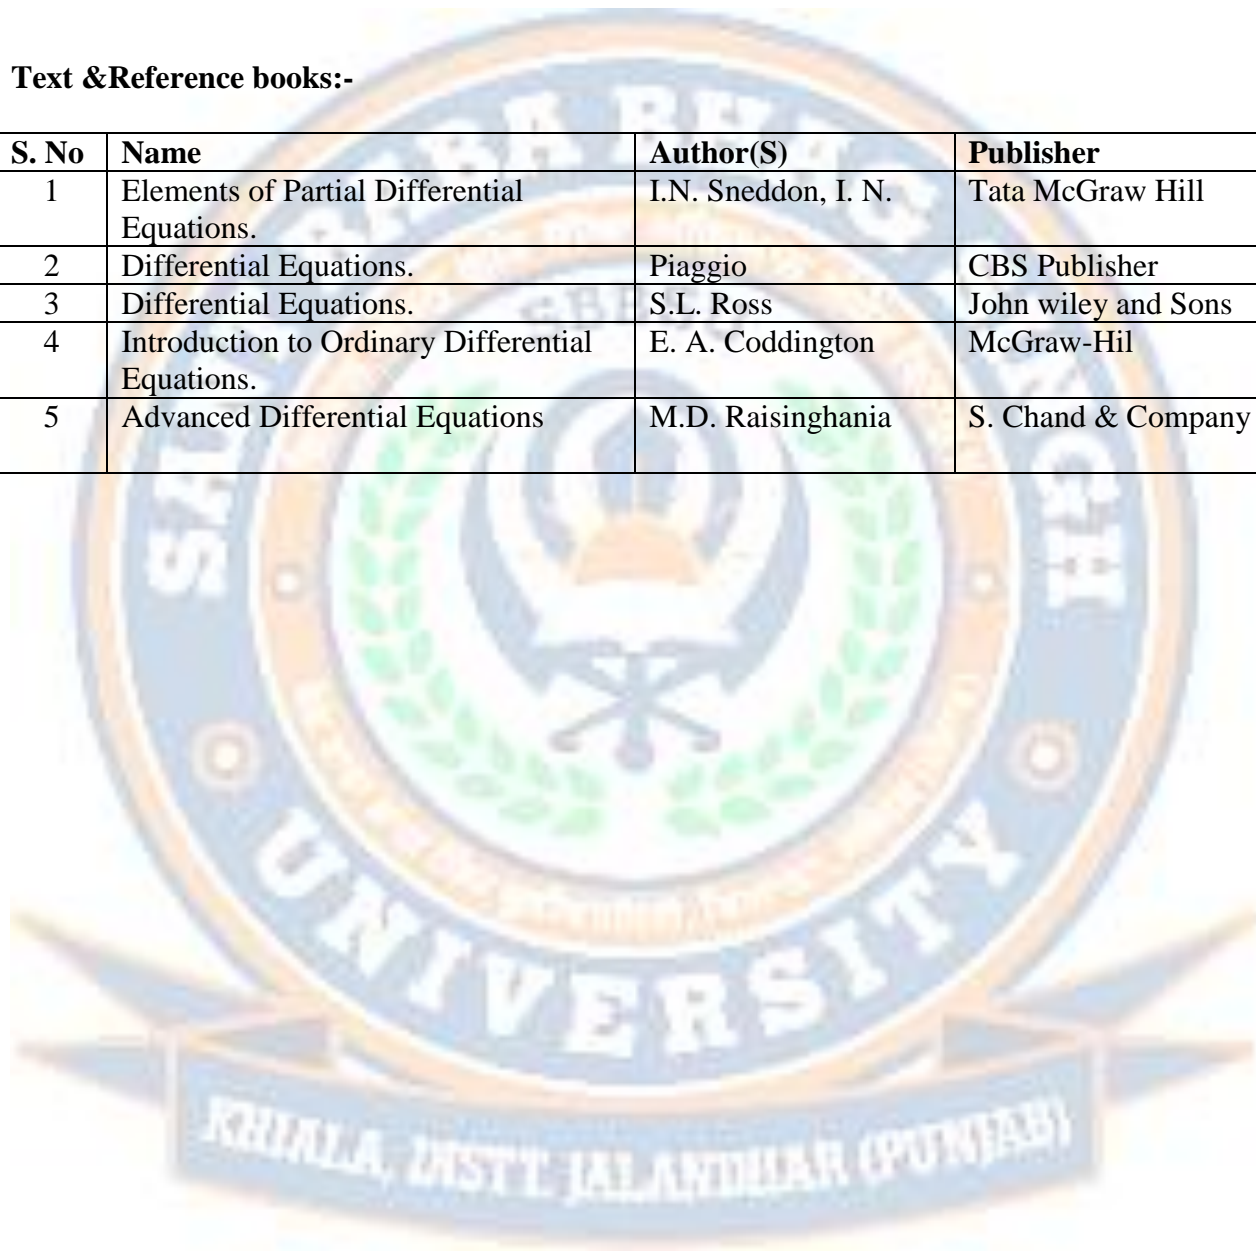 Text &Reference books:-
S. No Name Author(S) Publisher
1 Elements of Partial Differential I.N. Sneddon, I. N. Tata McGraw Hill
Equations.
2 Differential Equations. Piaggio CBS Publisher
3 Differential Equations. S.L. Ross John wiley and Sons
4 Introduction to Ordinary Differential E. A. Coddington McGraw-Hil
Equations.
5 Advanced Differential Equations M.D. Raisinghania S. Chand & Company
BABA BHAG
UNIVERSITY
KHIALA, DISTT. JALANDHAR (PUNJAB)